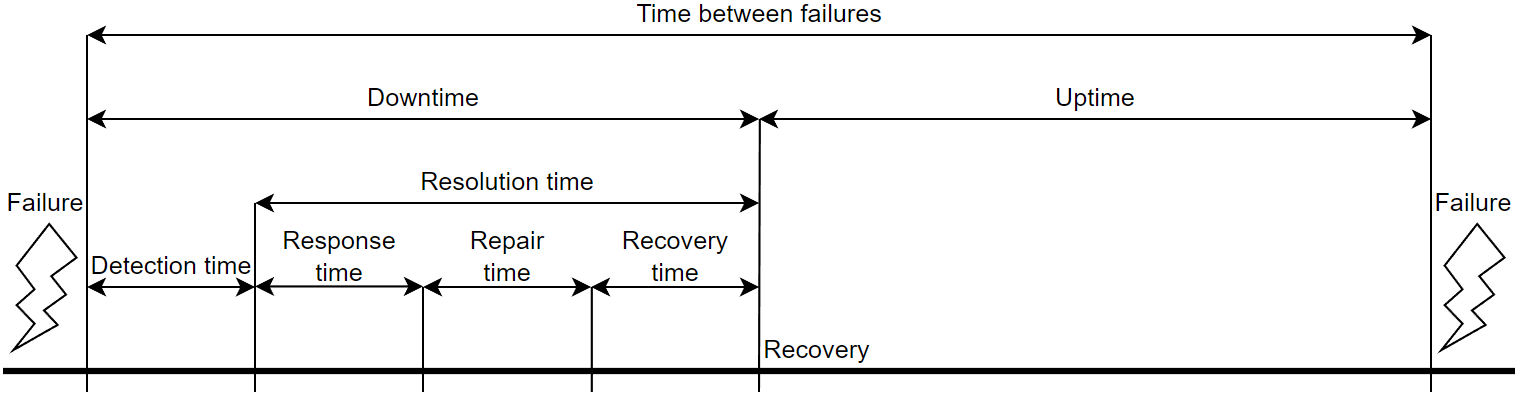 Time between failures
Downtime
Uptime
Resolution time
Failure
Failure
Response
time
Repair
time
Recovery
time
Detection time
Recovery